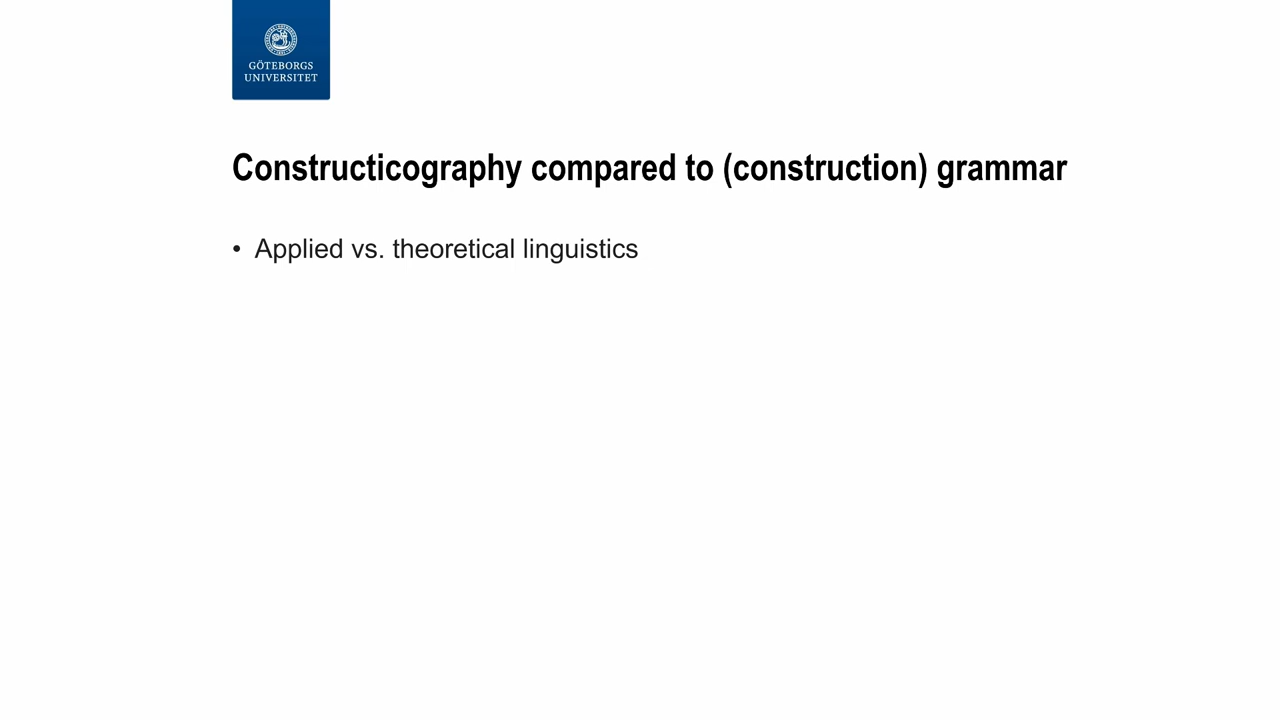 GÖTEBORGS
UNIVERSITET
Constructicography compared to (construction) grammar
• Applied vs. theoretical linguistics